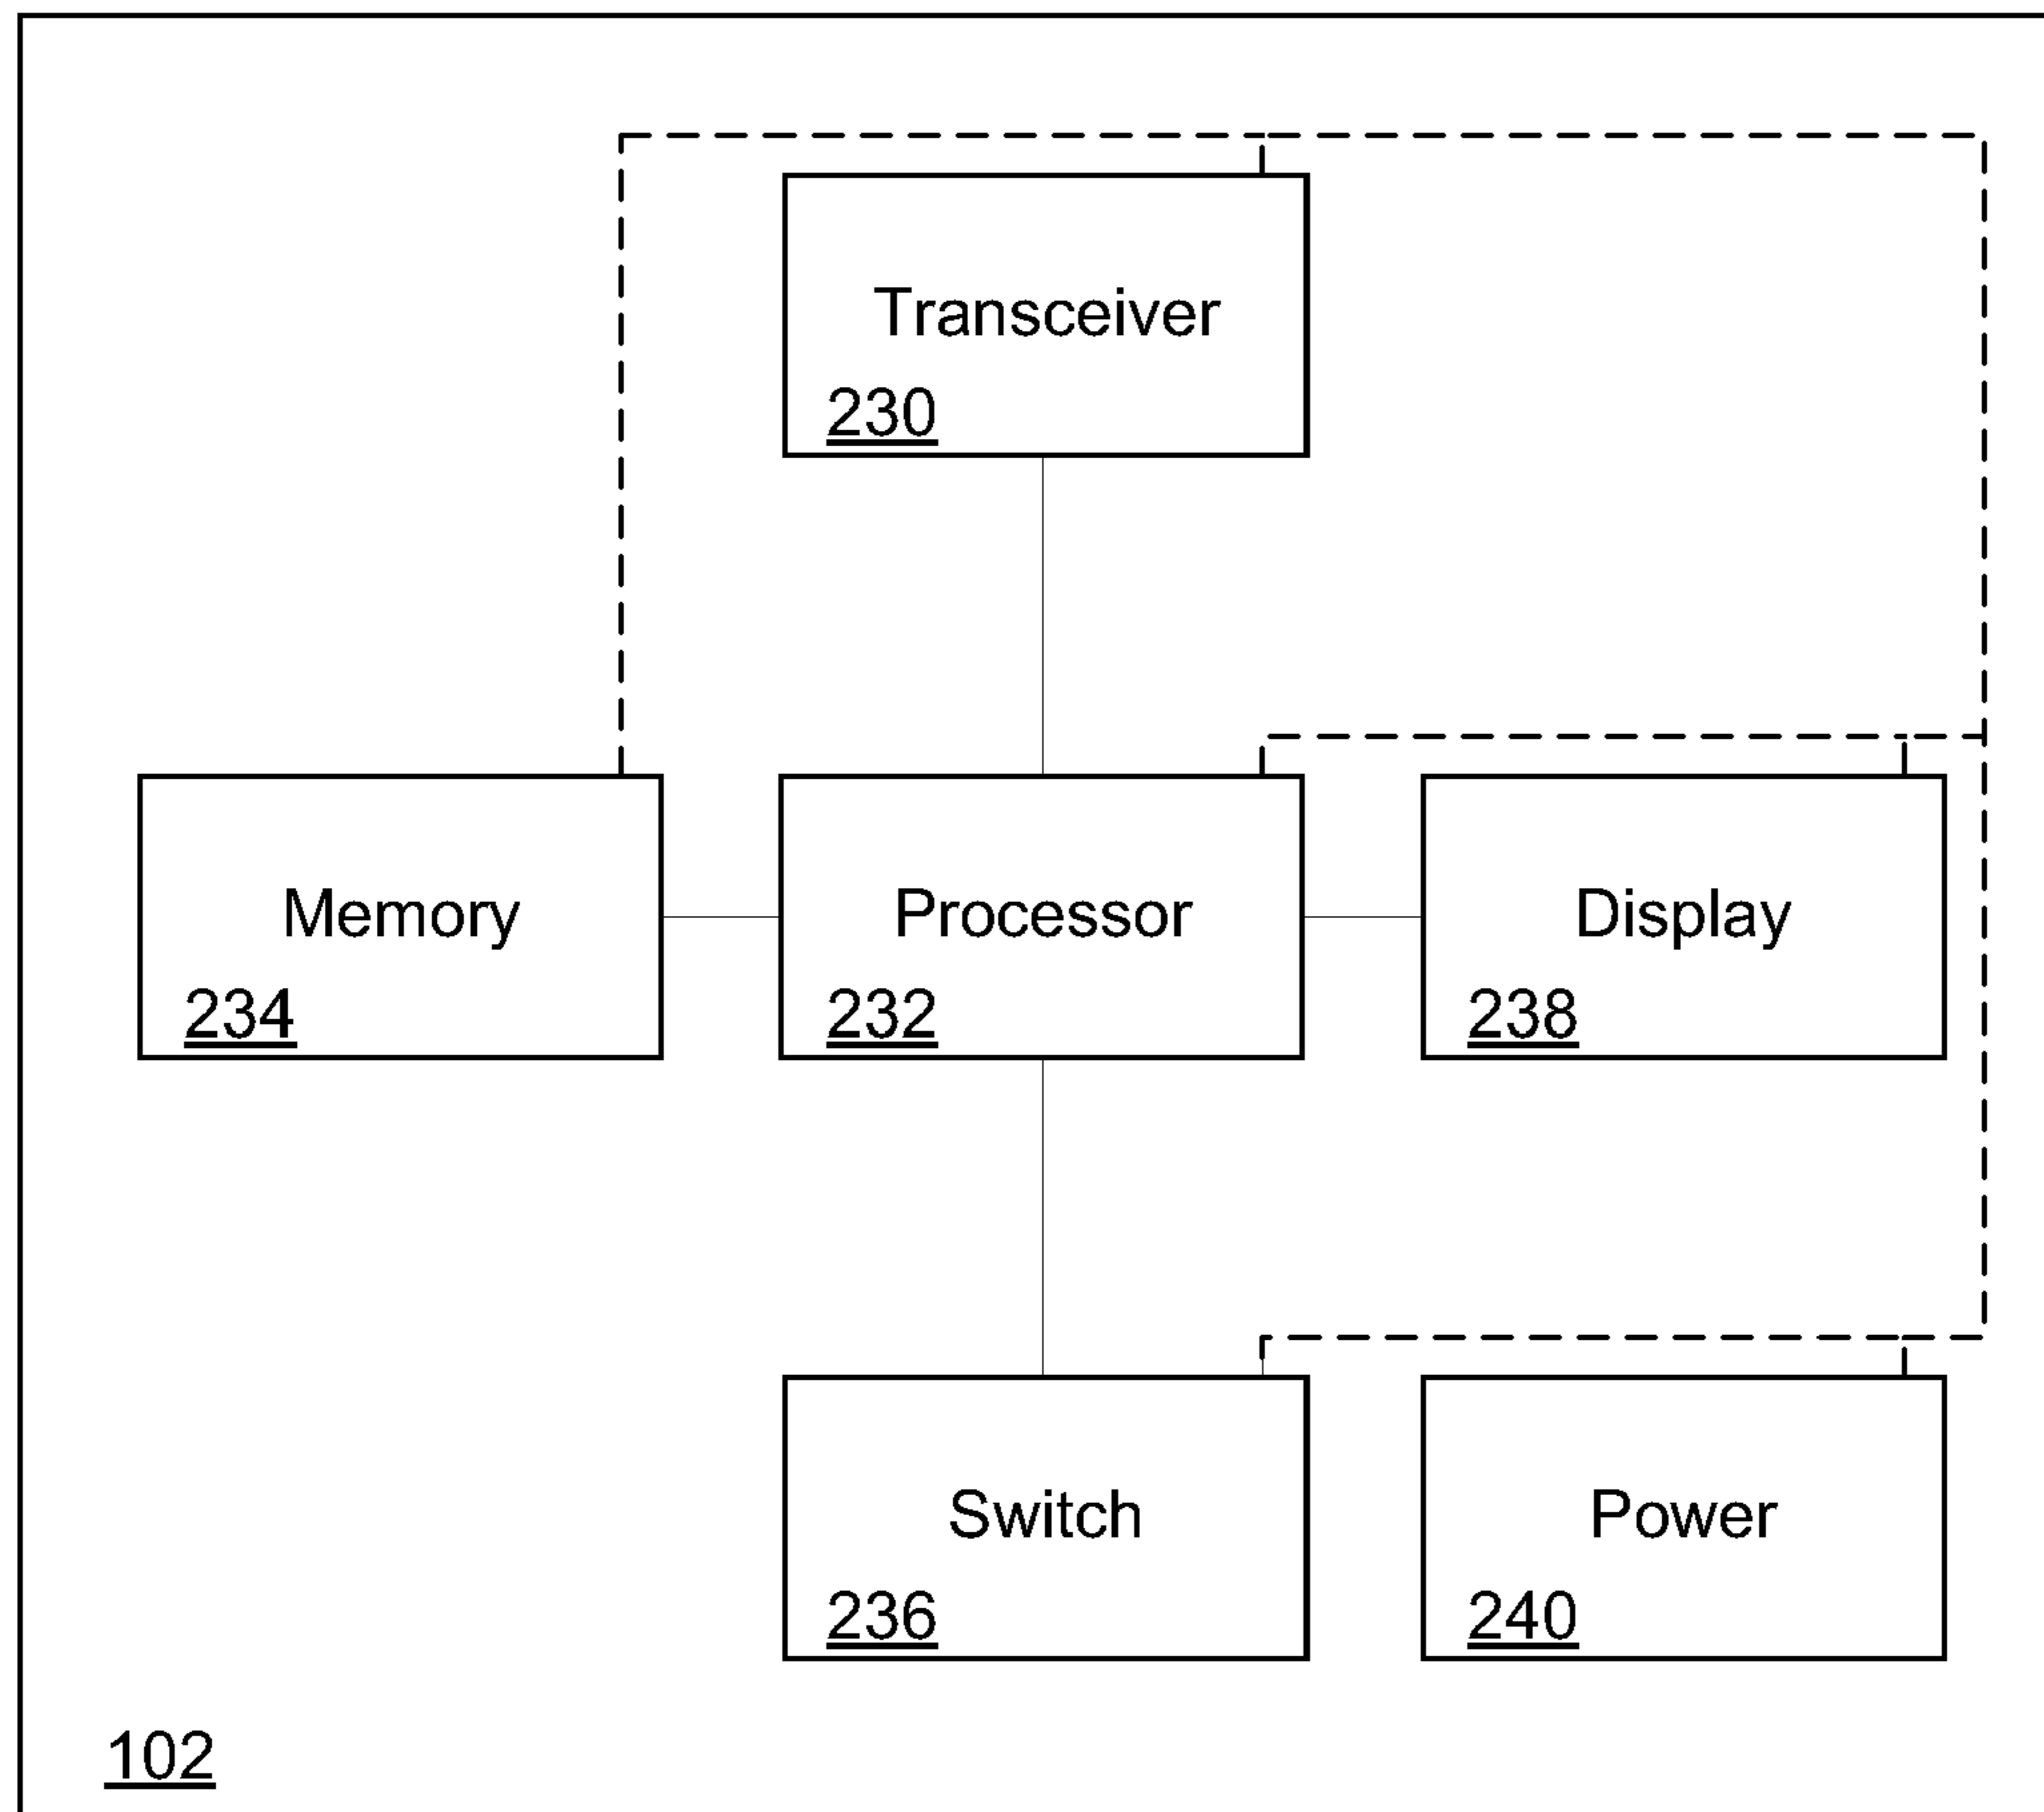 Transceiver
230
Memory
234
Processor
232
Display
238
Switch
236
Power
240
102